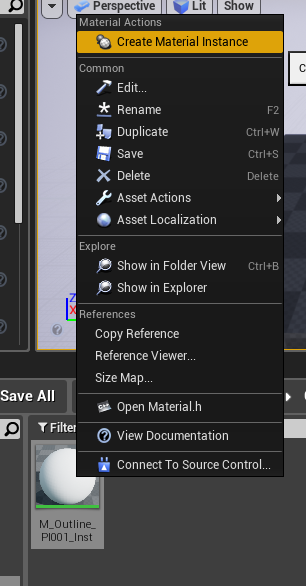 Perspective Lit Show
Material Actions
Create Material Instance
Common
Edit...
Rename F2
Duplicate Ctrl+W
Save Ctrl+S
Delete Delete
Asset Actions
Asset Localization
Explore
Show in Folder View Ctrl+B
Show in Explorer
References
Copy Reference
Reference Viewer...
Size Map...
Open Material.h
View Documentation
Connect To Source Control...
Save All
Filter
M_Outline_
PI001_Inst